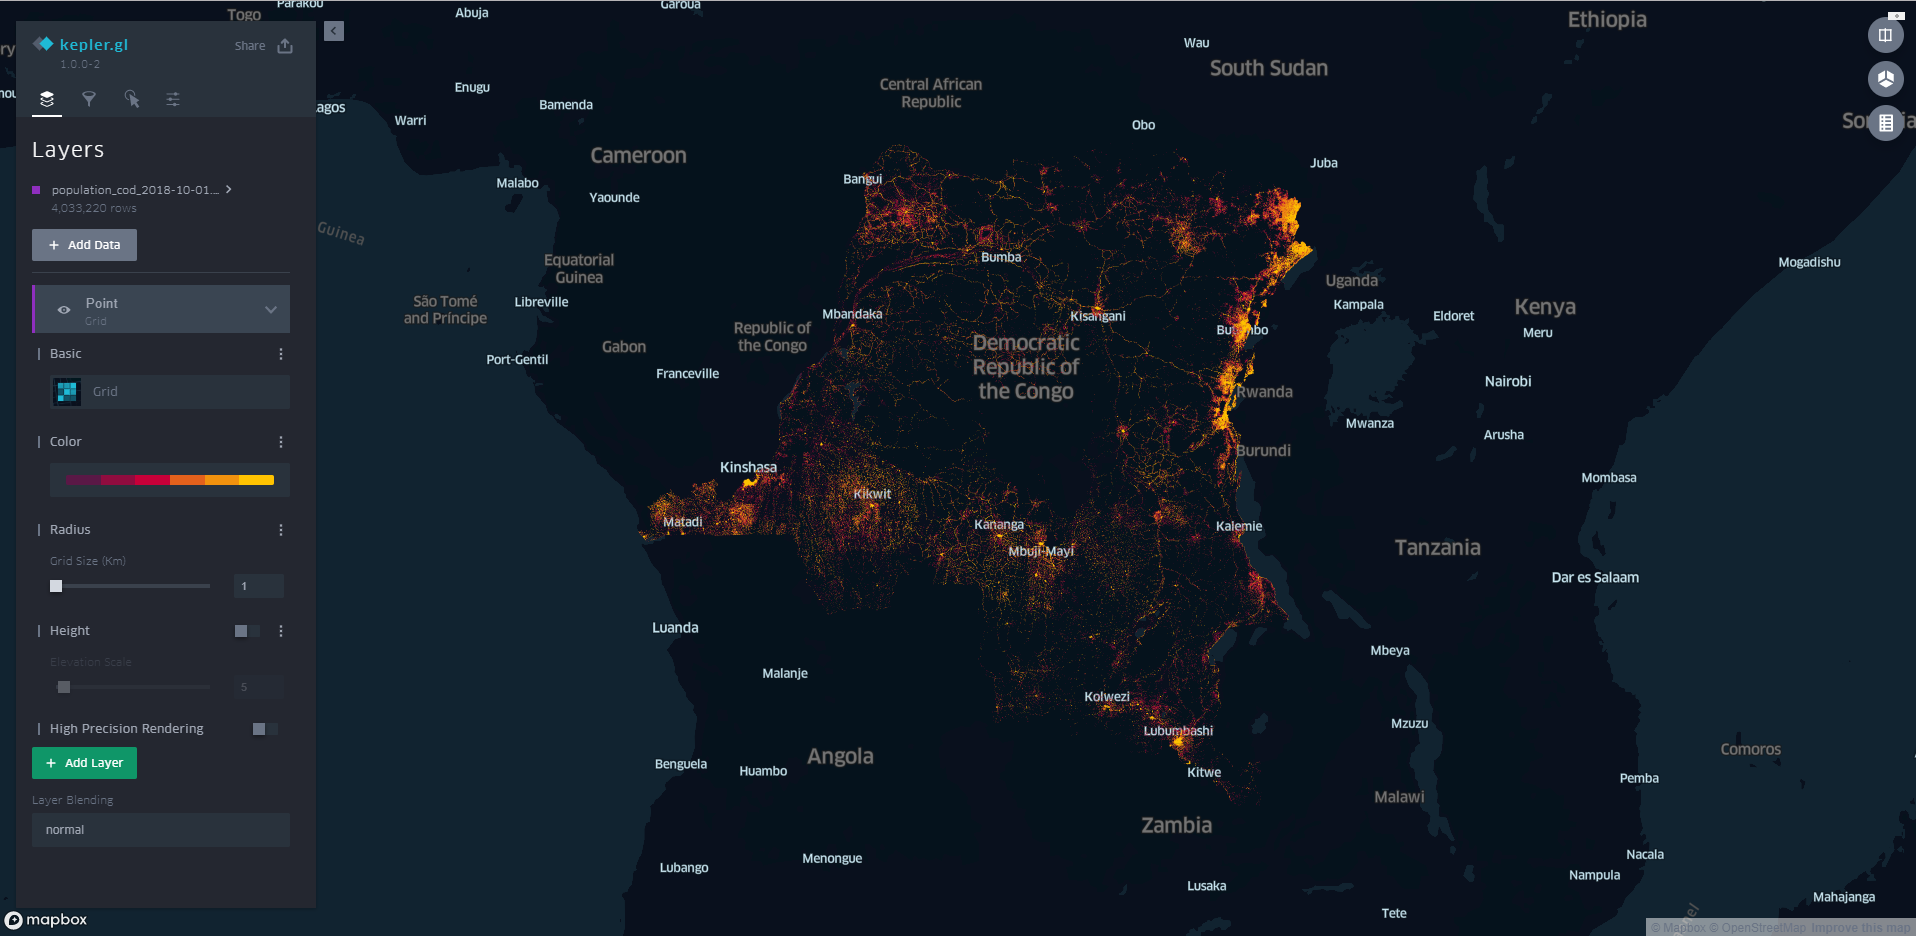 kepler.gl
1.0.0-2
Share
Layers
population_cod_2018-10-01...
4,033,220 rows
+ Add Data
Point
Grid
Basic
Grid
Color
Radius
Grid Size (Km)
1
Height
Elevation Scale
5
High Precision Rendering
+ Add Layer
Layer Blending
normal
mapbox
Togo
Parakou
Abuja
Garoua
Ethiopia
Wau
South Sudan
Enugu
Central African
Republic
Bamenda
agos
Warri
Obo
Cameroon
Juba
Malabo
Bangui
Yaounde
Guinea
Bumba
Equatorial
Guinea
Mogadishu
Uganda
São Tomé
and Príncipe
Libreville
Kampala
Kenya
Mbandaka
Kisangani
Eldoret
Republic of
the Congo
Meru
Democratic
Republic of
the Congo
Gabon
Port-Gentil
Franceville
Nairobi
Rwanda
Mwanza
Arusha
Burundi
Kinshasa
Mombasa
Kikwit
Matadi
Kananga
Kalemie
Mbuji-Mayi
Tanzania
Dar es Salaam
Luanda
Mbeya
Malanje
Kolwezi
Mzuzu
Lubumbashi
Comoros
Angola
Benguela
Huambo
Kitwe
Pemba
Malawi
Zambia
Menongue
Nacala
Lubango
Nampula
Lusaka
Mahajanga
Tete
© Mapbox © OpenStreetMap Improve this map